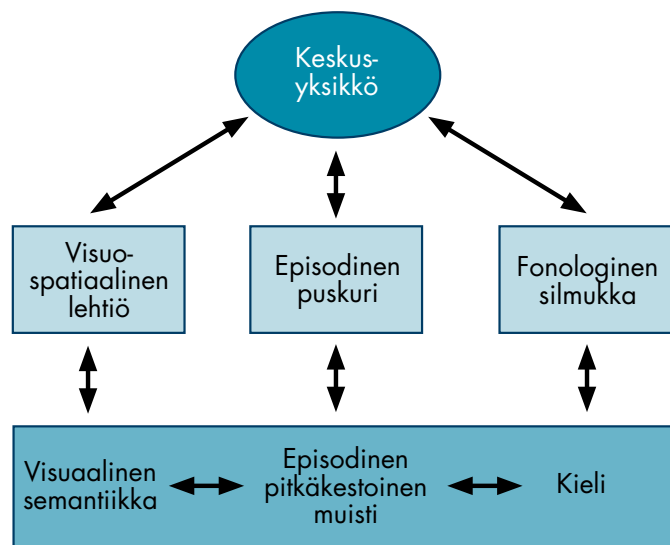 Keskus-
yksikkö
Visuo-
spatiaalinen
lehtiö
Episodinen
puskuri
Fonologinen
silmukka
Visuaalinen
semantiikka
Episodinen
pitkäkestoinen
muisti
Kieli